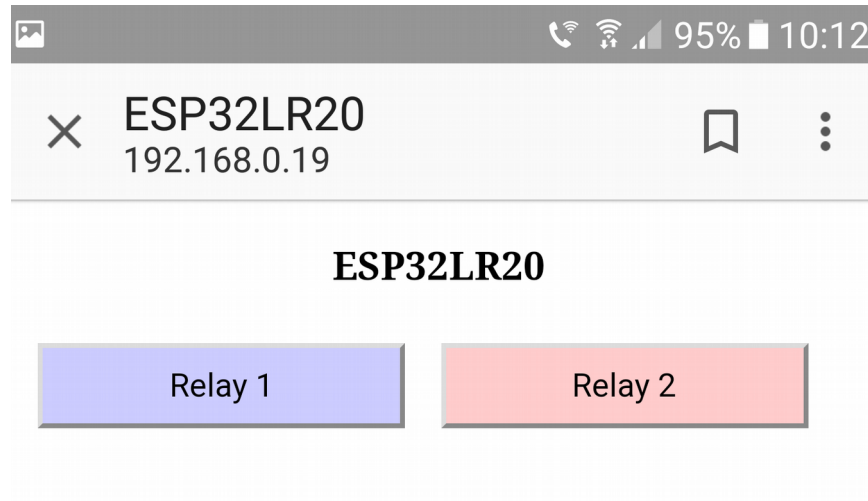 95% 10:12
ESP32LR20
192.168.0.19
ESP32LR20
Relay 1 Relay 2